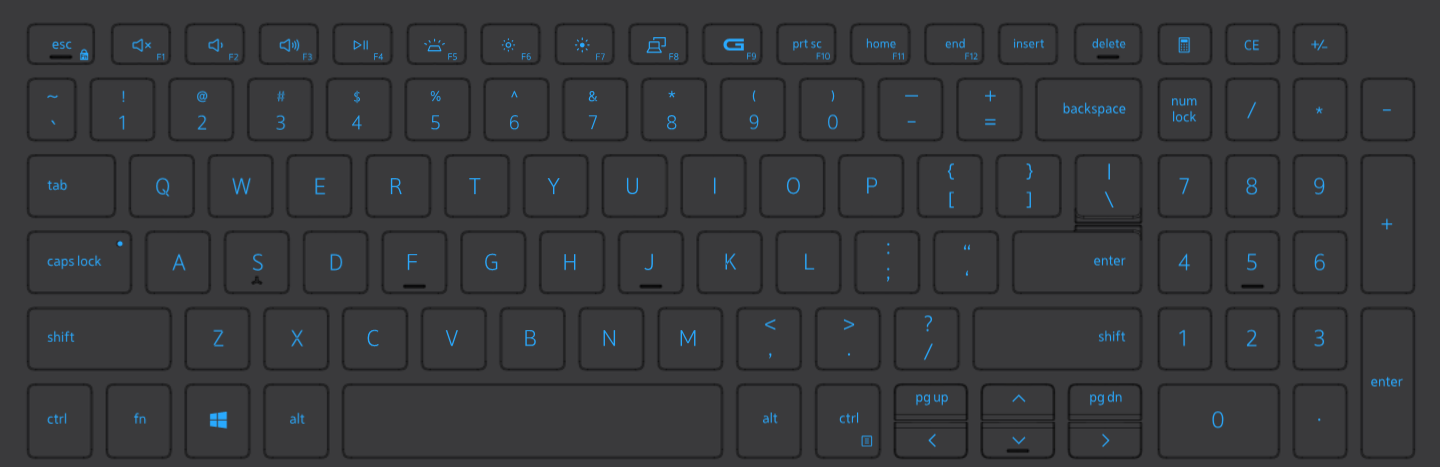 esc F1 F2 F3 F4 F5 F6 F7 F8 G F9 prt sc F10 home F11 end F12 insert delete CE +/-
~ ! @ # $ % ^ & * ( ) — +
` 1 2 3 4 5 6 7 8 9 0 - = backspace num lock / * -
tab Q W E R T Y U I O P { [ } ] | \ 7 8 9 +
caps lock A S D F G H J K L : ; “ ‘ enter 4 5 6
shift Z X C V B N M < , > . ? / shift 1 2 3 enter
ctrl fn alt alt ctrl pg up ^ pg dn 0 .
< >